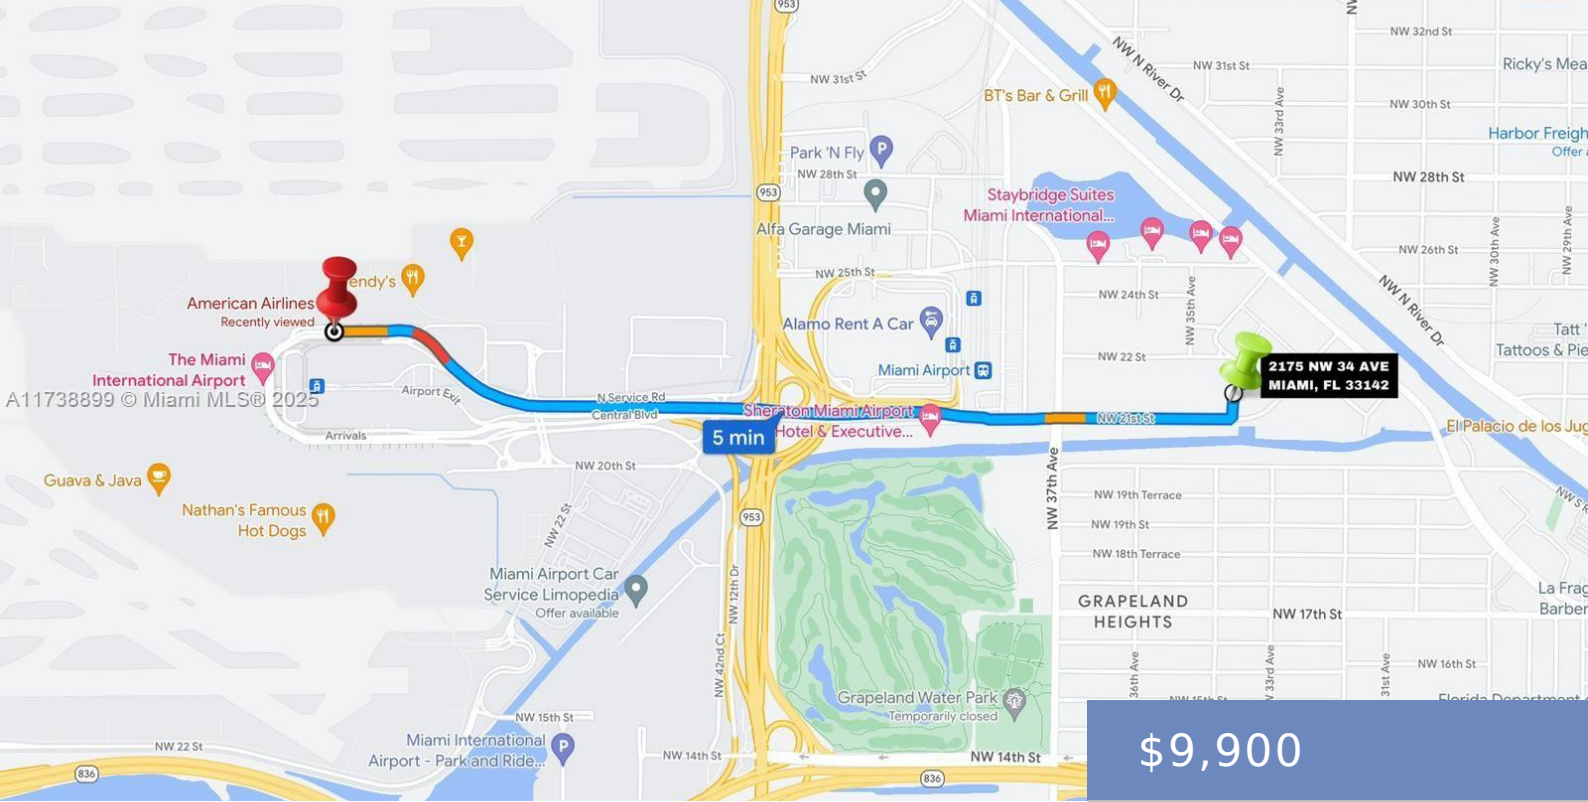 953
NW N River Dr
NW 32nd St
NW 31st St
Ricky's Mea
NW 31st St
BT's Bar & Grill
NW 30th St
NW 33rd Ave
Harbor Freigh
Offer a
Park 'N Fly
NW 28th St
NW 28th St
953
Staybridge Suites
Miami International...
Alfa Garage Miami
NW 26th St
NW 30th Ave
NW 29th Ave
NW 25th St
endy's
American Airlines
Recently viewed
NW 24th St
NW 35th Ave
NW N River Dr
Alamo Rent A Car
Tatt '
Tattoos & Pie
NW 22 St
The Miami
International Airport
Miami Airport
2175 NW 34 AVE
MIAMI, FL 33142
A11738899 © Miami MLS® 2025
Airport Exit
N Service Rd
Central Blvd
Sheraton Miami Airport
Hotel & Executive...
NW 21st St
El Palacio de los Jug
Arrivals
5 min
NW 20th St
Guava & Java
NW 37th Ave
NW 19th Terrace
NW S R
Nathan's Famous
Hot Dogs
NW 22 St
953
NW 19th St
NW 18th Terrace
Miami Airport Car
Service Limopedia
Offer available
NW 12th Dr
La Frag
Barber
GRAPELAND
HEIGHTS
NW 17th St
NW 42nd Ct
36th Ave
33rd Ave
31st Ave
NW 16th St
Grapeland Water Park
Temporarily closed
NW 15th St
Florida Department
NW 15th St
Miami International
Airport - Park and Ride...
NW 22 St
NW 14th St
NW 14th St
836
836
$9,900